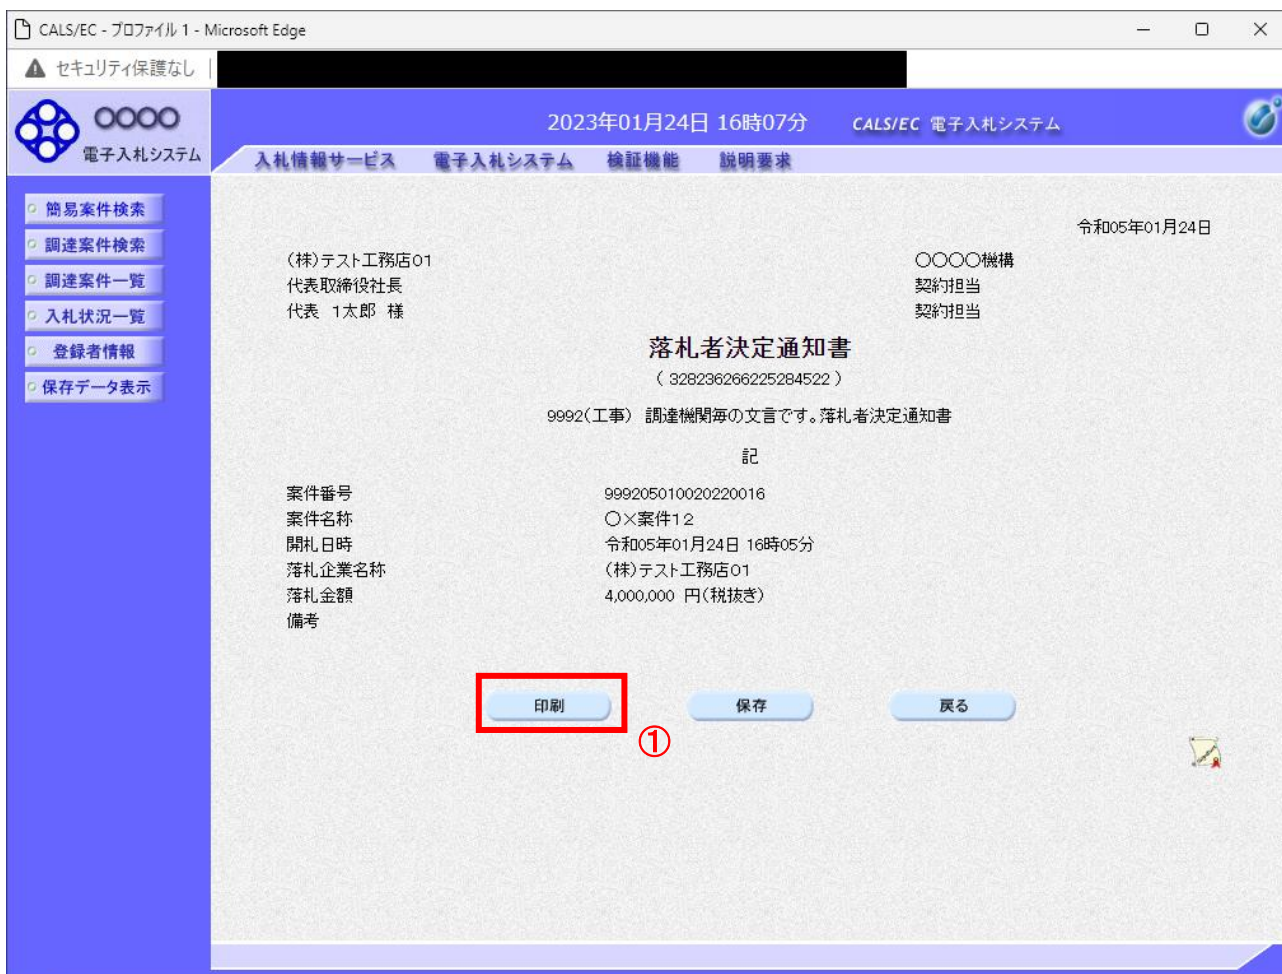 CALS/EC - プロファイル 1 - Microsoft Edge
セキュリティ保護なし
〇〇〇〇
電子入札システム
2023年01月24日 16時07分 CALS/EC 電子入札システム
入札情報サービス 電子入札システム 検証機能 説明要求
簡易案件検索
調達案件検索
調達案件一覧
入札状況一覧
登録者情報
保存データ表示
令和05年01月24日
(株)テスト工務店01
代表取締役社長
代表 1太郎 様
〇〇〇〇機構
契約担当
契約担当
落札者決定通知書
(328236266225284522)
9992(工事) 調達機関毎の文言です。落札者決定通知書
記
案件番号 999205010020220016
案件名称 〇×案件12
開札日時 令和05年01月24日 16時05分
落札企業名称 (株)テスト工務店01
落札金額 4,000,000 円(税抜き)
備考
印刷 保存 戻る
①